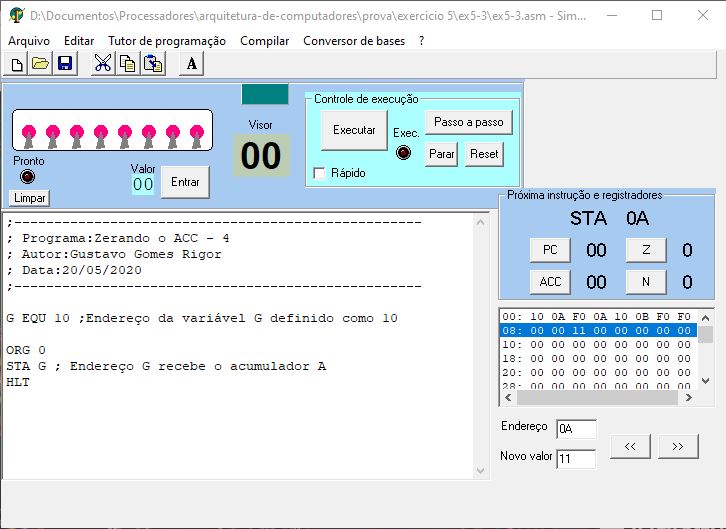 D:\Documentos\Processadores\arquitetura-de-computadores\prova\exercicio 5\ex5-3\ex5-3.asm - Sim...
Arquivo Editar Tutor de programação Compilar Conversor de bases ?
A
Controle de execução
Visor
Executar
Passo a passo
Exec.
00
Pronto
Valor
00
Entrar
Parar
Reset
Rápido
Limpar
Próxima instrução e registradores
STA 0A
PC 00 Z 0
ACC 00 N 0
;---------------------------------------------------
; Programa:Zerando o ACC - 4
; Autor:Gustavo Gomes Rigor
; Data:20/05/2020
;---------------------------------------------------
G EQU 10 ;Endereço da variável G definido como 10
ORG 0
STA G ; Endereço G recebe o acumulador A
HLT
00: 10 0A F0 0A 10 0B F0 F0
08: 00 00 11 00 00 00 00 00
10: 00 00 00 00 00 00 00 00
18: 00 00 00 00 00 00 00 00
20: 00 00 00 00 00 00 00 00
28: 00 00 00 00 00 00 00 00
Endereço 0A
Novo valor 11
<< >>